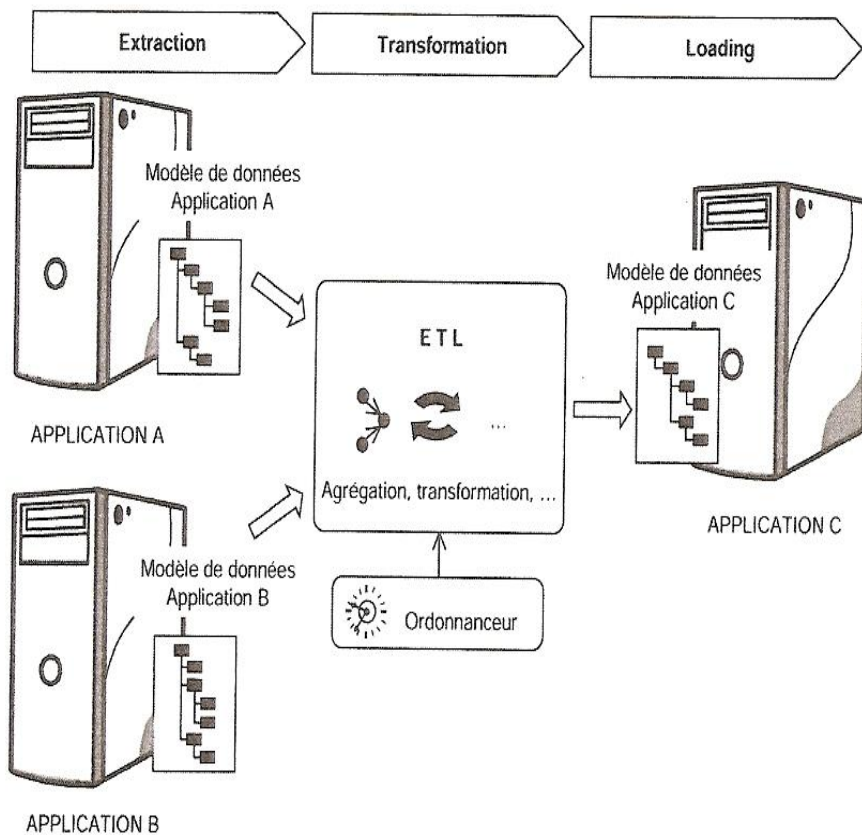 Extraction
Transformation
Loading
Modèle de données
Application A
APPLICATION A
ETL
...
Agrégation, transformation, ...
Ordonnanceur
Modèle de données
Application C
APPLICATION C
Modèle de données
Application B
APPLICATION B